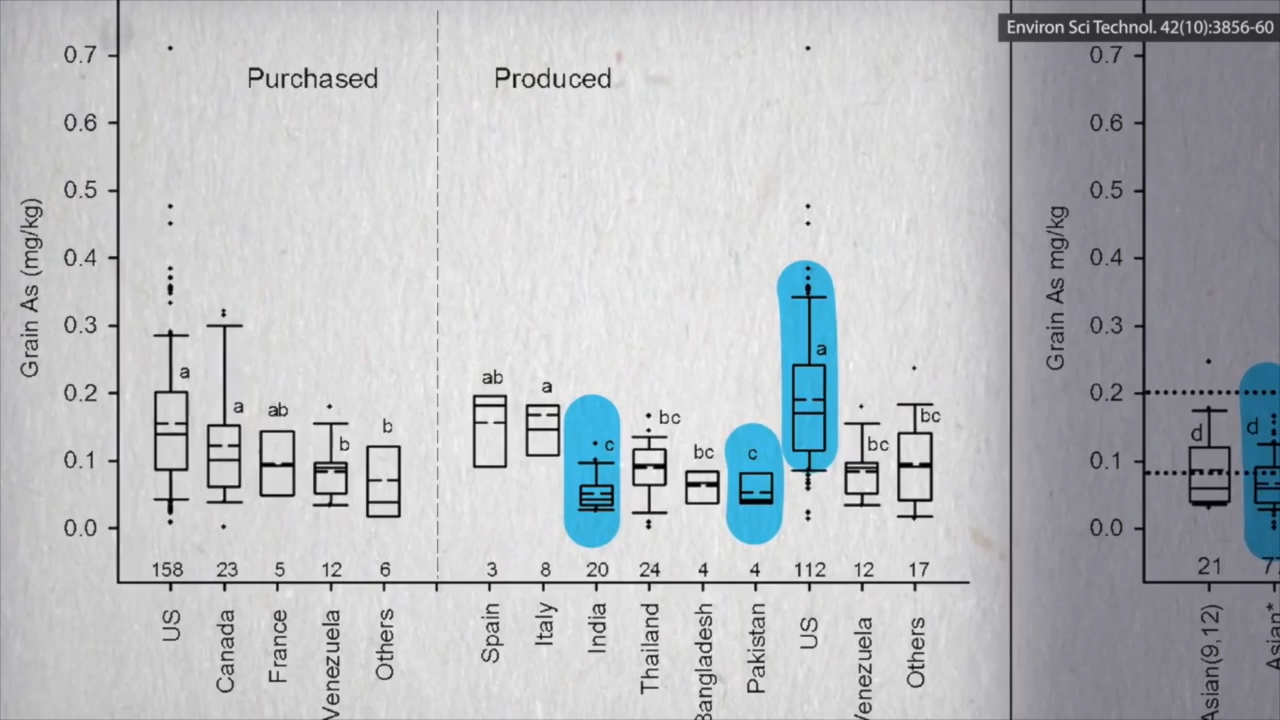 Environ Sci Technol. 42(10):3856-60
Purchased
Produced
Grain As (mg/kg)
0.7
0.6
0.5
0.4
0.3
0.2
0.1
0.0
a
a
ab
b
b
ab
a
c
bc
bc
c
a
bc
bc
158
23
5
12
6
3
8
20
24
4
4
112
12
17
US
Canada
France
Venezuela
Others
Spain
Italy
India
Thailand
Bangladesh
Pakistan
US
Venezuela
Others
Grain As mg/kg
0.7
0.6
0.5
0.4
0.3
0.2
0.1
0.0
d
d
21
Asian(9,12)
Asian*